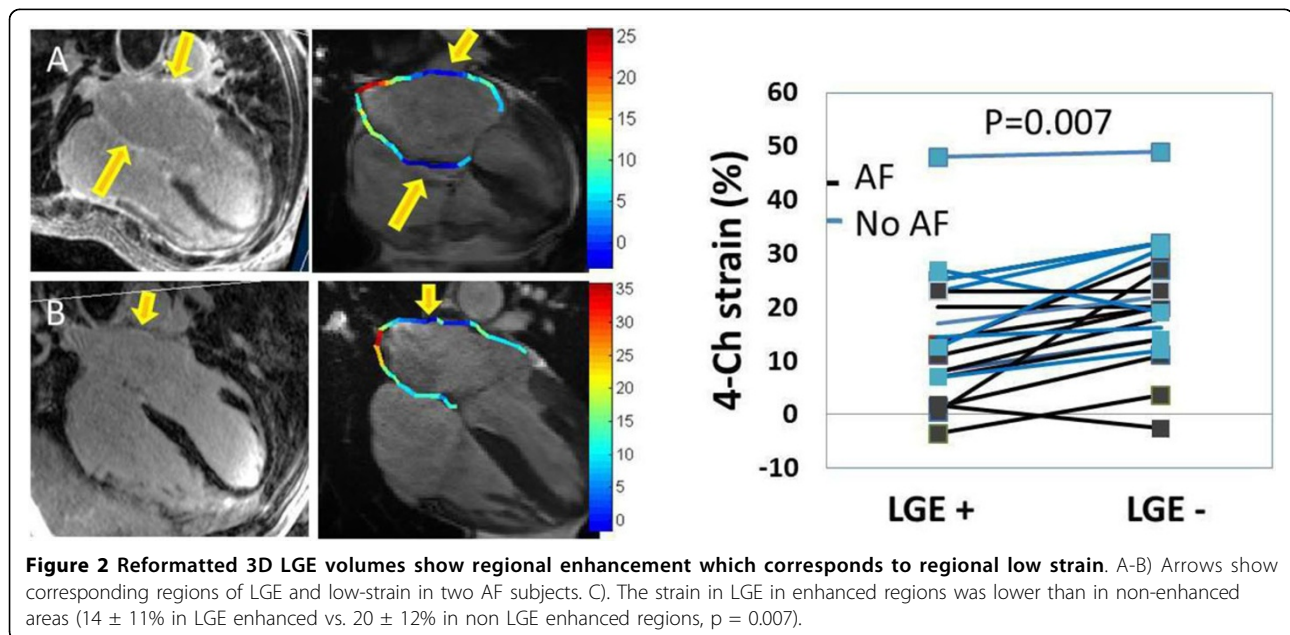 A
25
20
15
10
5
0
B
35
30
25
20
15
10
5
0
60
50
40
30
20
10
0
-10
4-Ch strain (%)
P=0.007
AF
No AF
LGE +
LGE -
Figure 2 Reformatted 3D LGE volumes show regional enhancement which corresponds to regional low strain. A-B) Arrows show
corresponding regions of LGE and low-strain in two AF subjects. C). The strain in LGE in enhanced regions was lower than in non-enhanced
areas (14 ± 11% in LGE enhanced vs. 20 ± 12% in non LGE enhanced regions, p = 0.007).